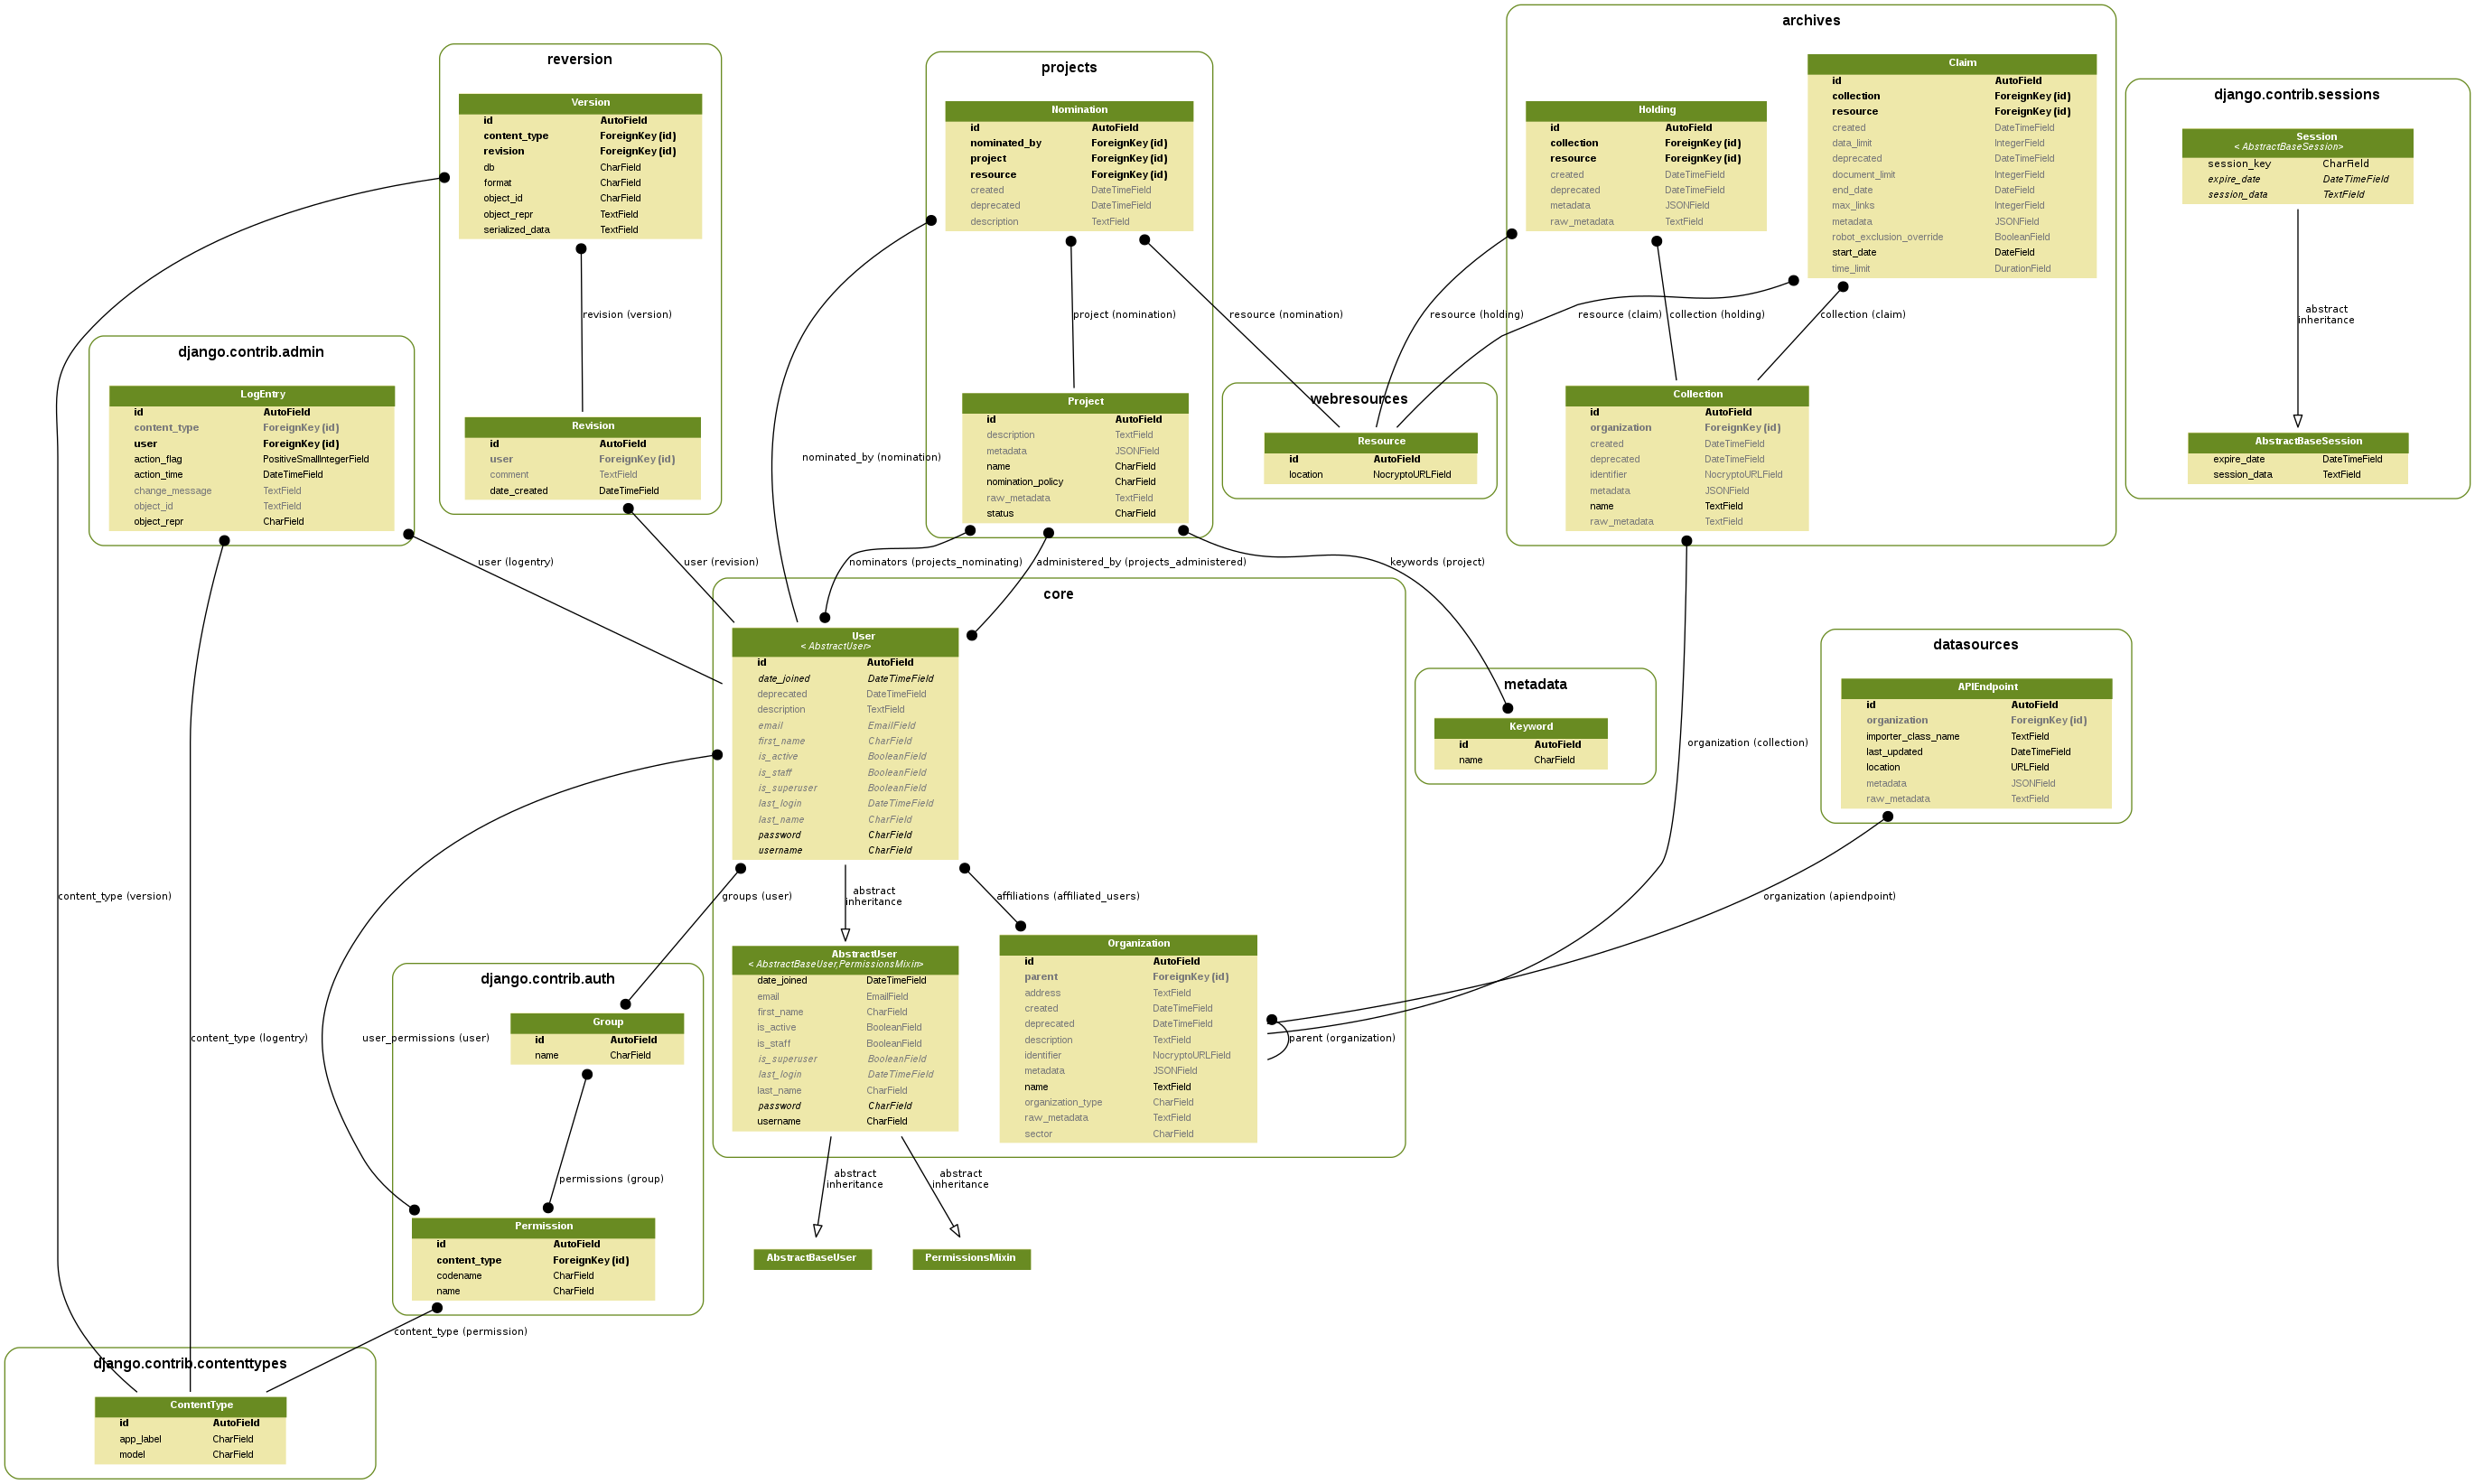 reversion
Version
id AutoField
content_type ForeignKey (id)
revision ForeignKey (id)
db CharField
format CharField
object_id CharField
object_repr TextField
serialized_data TextField
revision (version)
Revision
id AutoField
user ForeignKey (id)
comment TextField
date_created DateTimeField
projects
Nomination
id AutoField
nominated_by ForeignKey (id)
project ForeignKey (id)
resource ForeignKey (id)
created DateTimeField
deprecated DateTimeField
description TextField
project (nomination)
resource (nomination)
nominated_by (nomination)
Project
id AutoField
description TextField
metadata JSONField
name CharField
nomination_policy CharField
raw_metadata TextField
status CharField
archives
Holding
id AutoField
collection ForeignKey (id)
resource ForeignKey (id)
created DateTimeField
deprecated DateTimeField
metadata JSONField
raw_metadata TextField
Claim
id AutoField
collection ForeignKey (id)
resource ForeignKey (id)
created DateTimeField
data_limit IntegerField
deprecated DateTimeField
document_limit IntegerField
end_date DateField
max_links IntegerField
metadata JSONField
robot_exclusion_override BooleanField
start_date DateField
time_limit DurationField
resource (holding)
resource (claim)
collection (holding)
collection (claim)
Collection
id AutoField
organization ForeignKey (id)
created DateTimeField
deprecated DateTimeField
identifier NocryptoURLField
metadata JSONField
name TextField
raw_metadata TextField
django.contrib.sessions
Session
< AbstractBaseSession>
session_key CharField
expire_date DateTimeField
session_data TextField
abstract
inheritance
AbstractBaseSession
expire_date DateTimeField
session_data TextField
django.contrib.admin
LogEntry
id AutoField
content_type ForeignKey (id)
user ForeignKey (id)
action_flag PositiveSmallIntegerField
action_time DateTimeField
change_message TextField
object_id TextField
object_repr CharField
webresources
Resource
id AutoField
location NocryptoURLField
user (logentry)
user (revision)
nominators (projects_nominating)
administered_by (projects_administered)
keywords (project)
core
User
< AbstractUser>
id AutoField
date_joined DateTimeField
deprecated DateTimeField
description TextField
email EmailField
first_name CharField
is_active BooleanField
is_staff BooleanField
is_superuser BooleanField
last_login DateTimeField
last_name CharField
password CharField
username CharField
metadata
Keyword
id AutoField
name CharField
organization (collection)
datasources
APIEndpoint
id AutoField
organization ForeignKey (id)
importer_class_name TextField
last_updated DateTimeField
location URLField
metadata JSONField
raw_metadata TextField
content_type (version)
groups (user)
abstract
inheritance
affiliations (affiliated_users)
organization (apiendpoint)
AbstractUser
< AbstractBaseUser,PermissionsMixin>
date_joined DateTimeField
email EmailField
first_name CharField
is_active BooleanField
is_staff BooleanField
is_superuser BooleanField
last_login DateTimeField
last_name CharField
password CharField
username CharField
Organization
id AutoField
parent ForeignKey (id)
address TextField
created DateTimeField
deprecated DateTimeField
description TextField
identifier NocryptoURLField
metadata JSONField
name TextField
organization_type CharField
raw_metadata TextField
sector CharField
parent (organization)
content_type (logentry)
user_permissions (user)
django.contrib.auth
Group
id AutoField
name CharField
permissions (group)
Permission
id AutoField
content_type ForeignKey (id)
codename CharField
name CharField
abstract
inheritance
abstract
inheritance
AbstractBaseUser
PermissionsMixin
content_type (permission)
django.contrib.contenttypes
ContentType
id AutoField
app_label CharField
model CharField